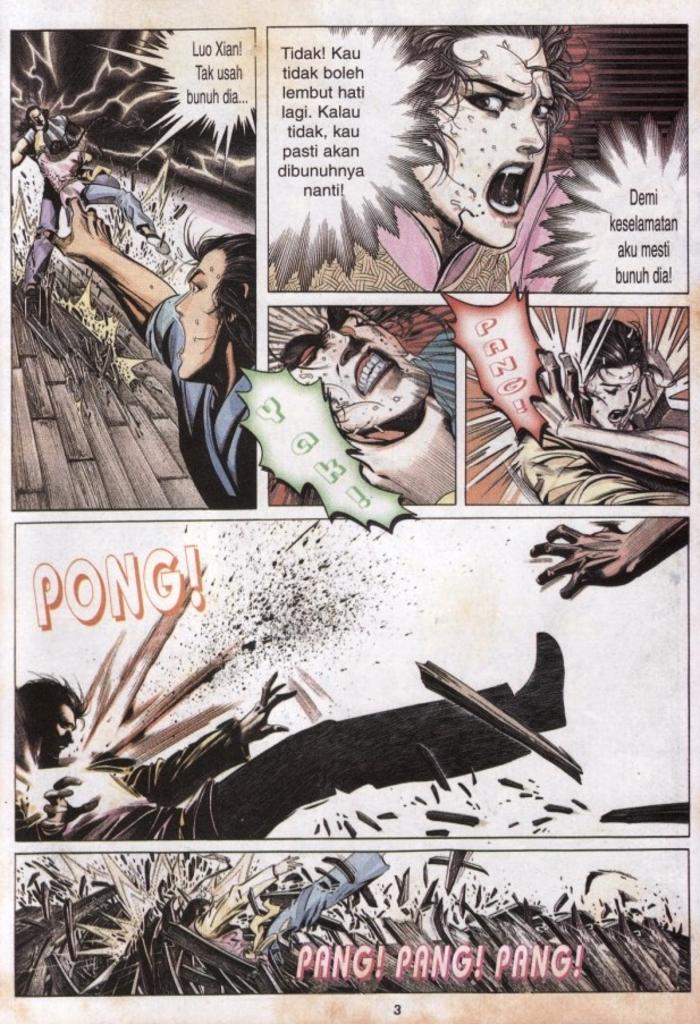 Luo Xian!
Tak usah
bunuh dia...
Tidak! Kau
tidak boleh
lembut hati
lagi. Kalau
tidak, kau
pasti akan
dibunuhnya
nanti!
Demi
keselamatan
aku mesti
bunuh dia!
YAK!
PANG!
PONG!
PANG! PANG! PANG!
3